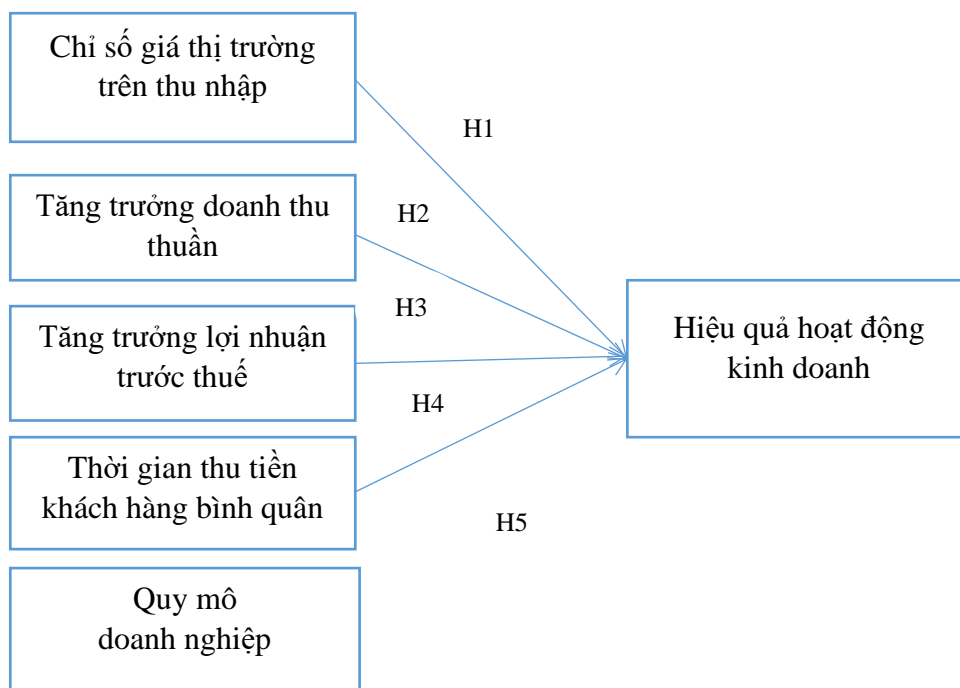 Chỉ số giá thị trường
trên thu nhập
H1
Tăng trưởng doanh thu
thuần
H2
Tăng trưởng lợi nhuận
trước thuế
H3
Hiệu quả hoạt động
kinh doanh
H4
Thời gian thu tiền
khách hàng bình quân
H5
Quy mô
doanh nghiệp